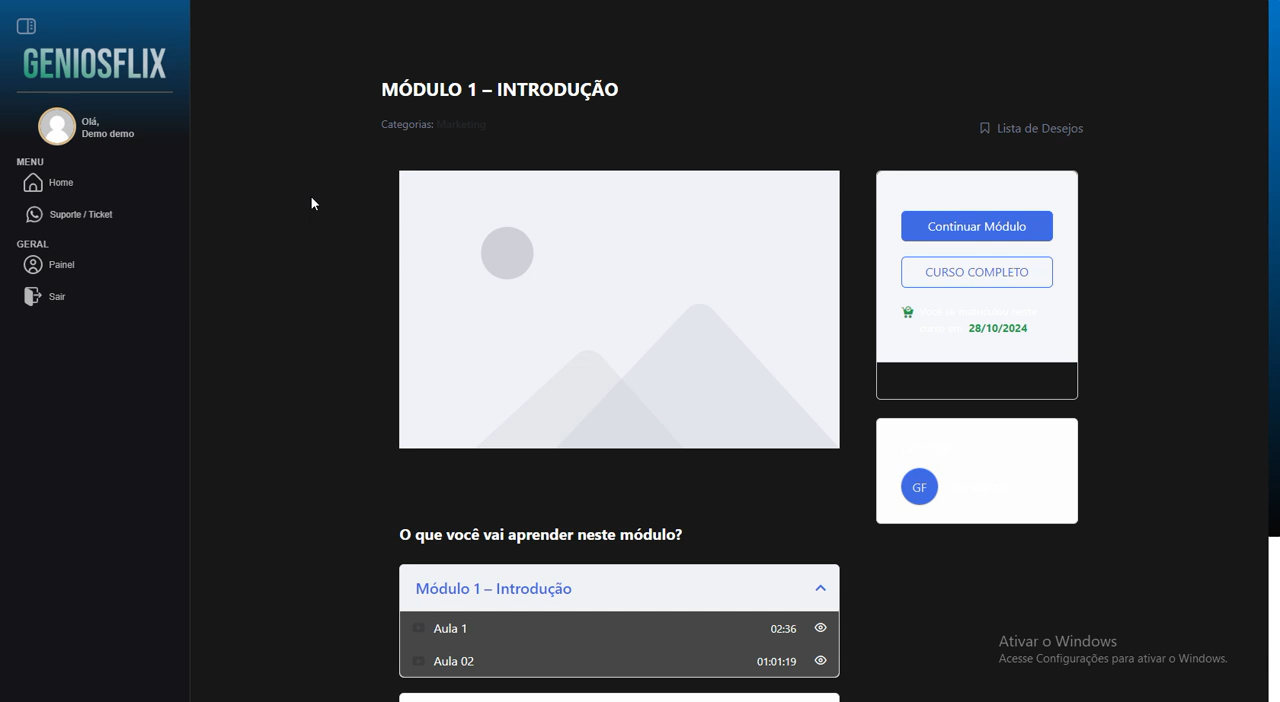 GENIOSFLIX
Olá,
Demo demo
MENU
Home
Suporte / Ticket
GERAL
Painel
Sair
MÓDULO 1 – INTRODUÇÃO
Categorias: Marketing
Lista de Desejos
Continuar Módulo
CURSO COMPLETO
28/10/2024
GF
O que você vai aprender neste módulo?
Módulo 1 – Introdução
Aula 1 02:36
Aula 02 01:01:19
Ativar o Windows
Acesse Configurações para ativar o Windows.